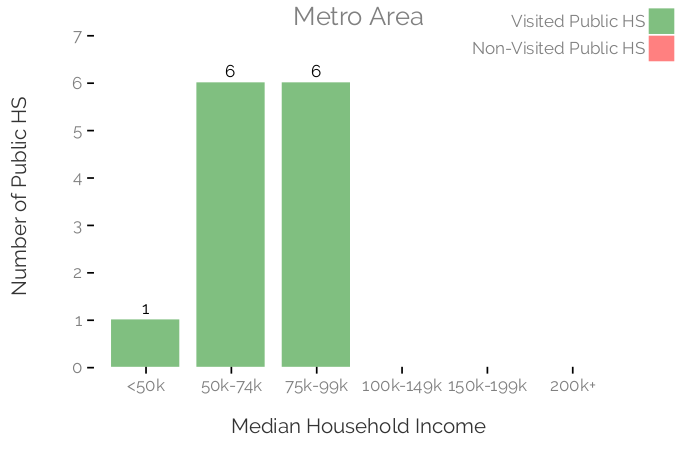 Metro Area
Visited Public HS
Non-Visited Public HS
Number of Public HS
7
6
5
4
3
2
1
0
1
6
6
<50k
50k-74k
75k-99k
100k-149k
150k-199k
200k+
Median Household Income